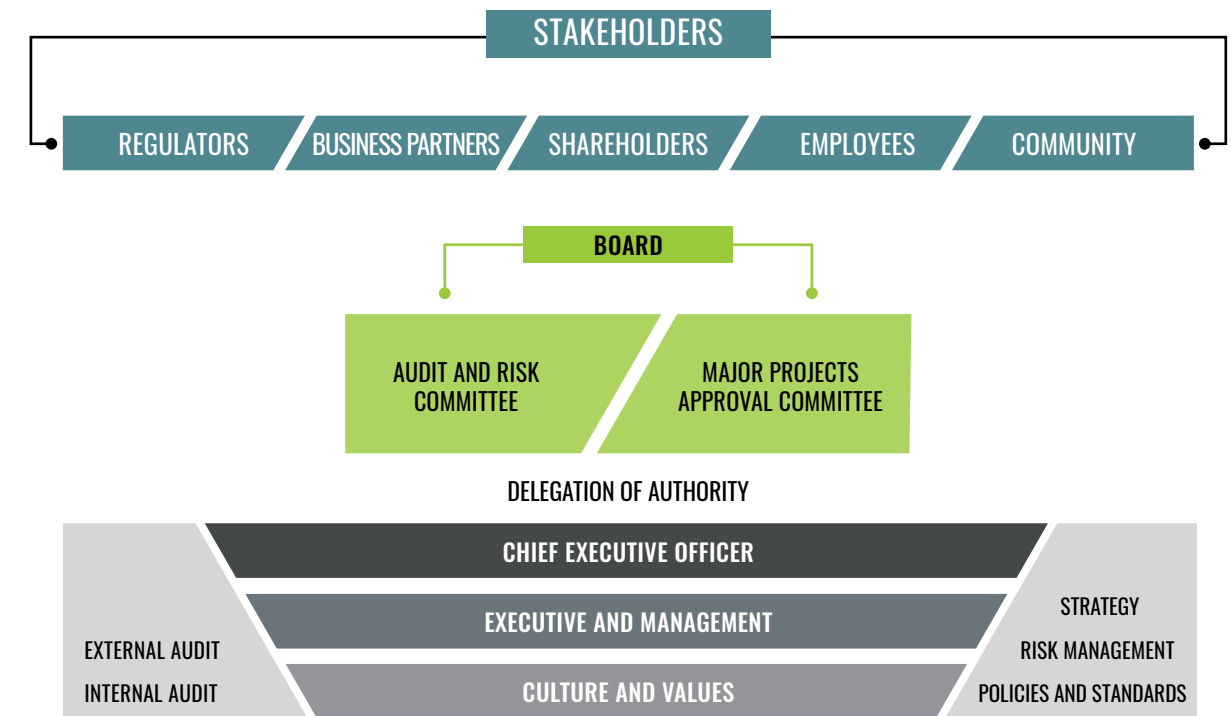 STAKEHOLDERS
REGULATORS
BUSINESS PARTNERS
SHAREHOLDERS
EMPLOYEES
COMMUNITY
BOARD
AUDIT AND RISK
COMMITTEE
MAJOR PROJECTS
APPROVAL COMMITTEE
DELEGATION OF AUTHORITY
CHIEF EXECUTIVE OFFICER
EXECUTIVE AND MANAGEMENT
CULTURE AND VALUES
EXTERNAL AUDIT
INTERNAL AUDIT
STRATEGY
RISK MANAGEMENT
POLICIES AND STANDARDS